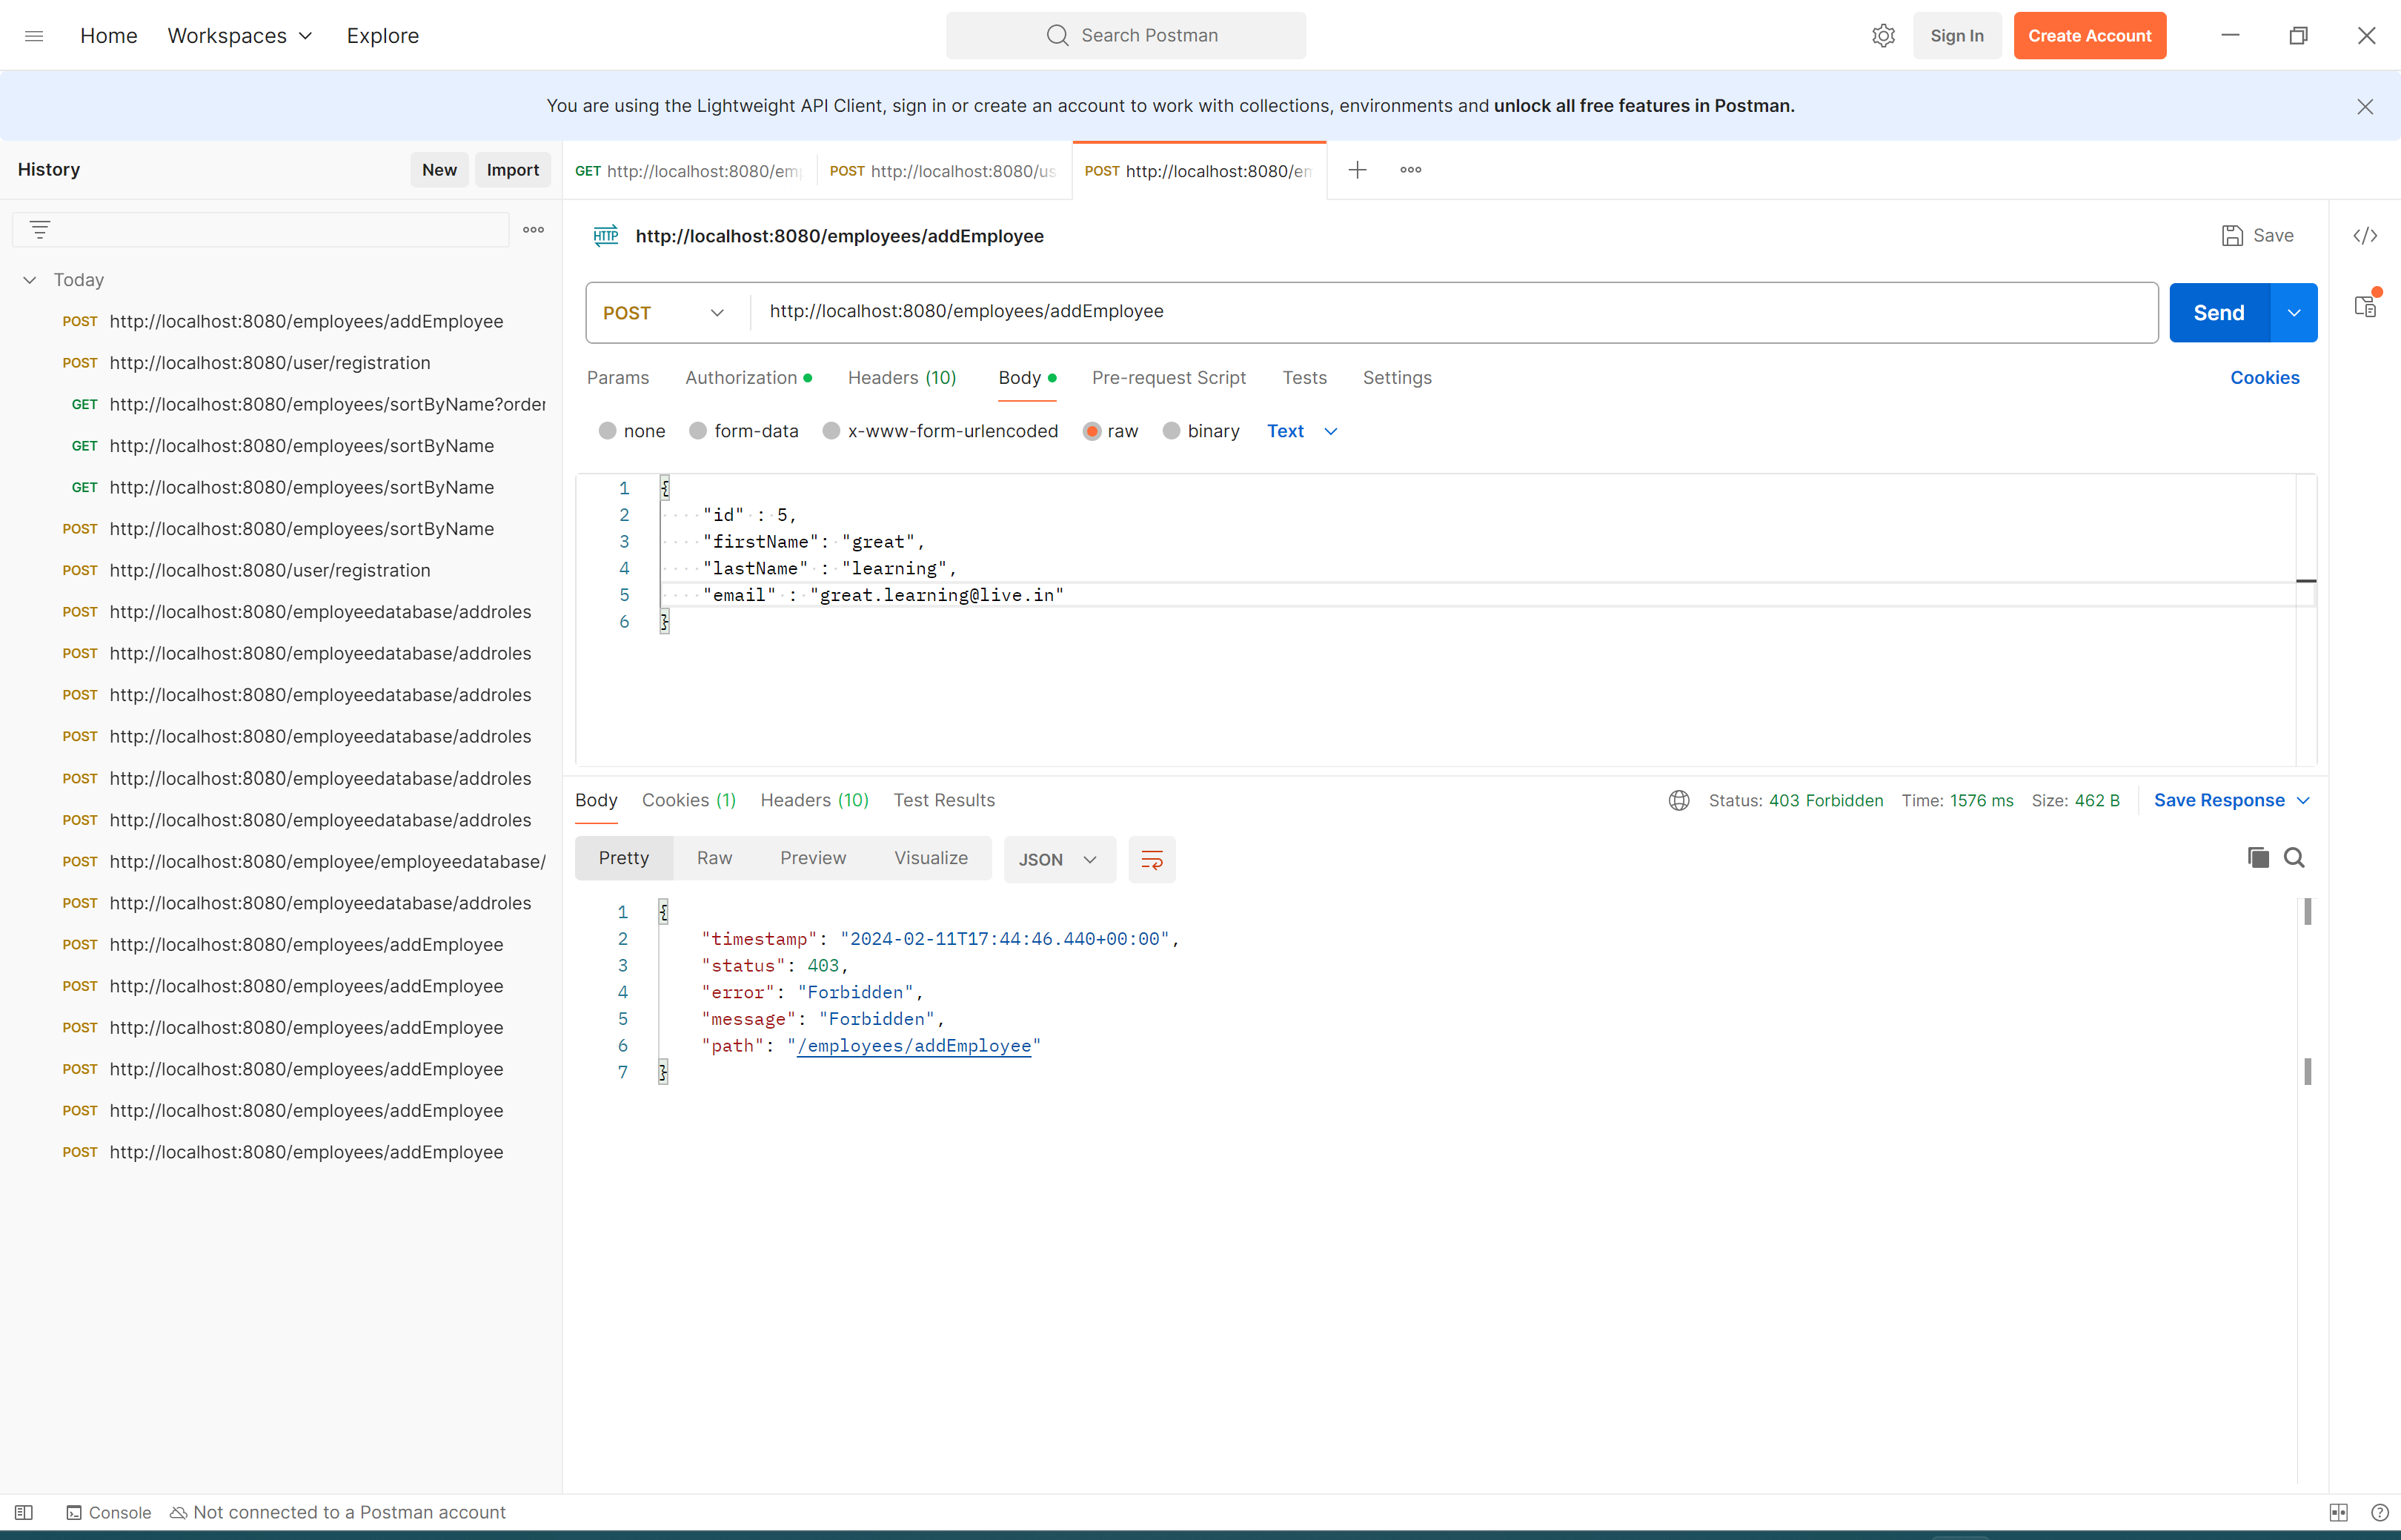 Home Workspaces Explore Search Postman Sign In Create Account
You are using the Lightweight API Client, sign in or create an account to work with collections, environments and unlock all free features in Postman.
History New Import
GET http://localhost:8080/em POST http://localhost:8080/us POST http://localhost:8080/en
Today
POST http://localhost:8080/employees/addEmployee
POST http://localhost:8080/user/registration
GET http://localhost:8080/employees/sortByName?order
GET http://localhost:8080/employees/sortByName
GET http://localhost:8080/employees/sortByName
POST http://localhost:8080/employees/sortByName
POST http://localhost:8080/user/registration
POST http://localhost:8080/employeedatabase/addroles
POST http://localhost:8080/employeedatabase/addroles
POST http://localhost:8080/employeedatabase/addroles
POST http://localhost:8080/employeedatabase/addroles
POST http://localhost:8080/employeedatabase/addroles
POST http://localhost:8080/employeedatabase/addroles
POST http://localhost:8080/employee/employeedatabase/
POST http://localhost:8080/employeedatabase/addroles
POST http://localhost:8080/employees/addEmployee
POST http://localhost:8080/employees/addEmployee
POST http://localhost:8080/employees/addEmployee
POST http://localhost:8080/employees/addEmployee
POST http://localhost:8080/employees/addEmployee
POST http://localhost:8080/employees/addEmployee
HTTP http://localhost:8080/employees/addEmployee Save
POST http://localhost:8080/employees/addEmployee Send
Params Authorization Headers (10) Body Pre-request Script Tests Settings Cookies
none form-data x-www-form-urlencoded raw binary Text
1 {
2 "id" : 5,
3 "firstName": "great",
4 "lastName" : "learning",
5 "email" : "great.learning@live.in"
6 }
Body Cookies (1) Headers (10) Test Results Status: 403 Forbidden Time: 1576 ms Size: 462 B Save Response
Pretty Raw Preview Visualize JSON
1 {
2 "timestamp": "2024-02-11T17:44:46.440+00:00",
3 "status": 403,
4 "error": "Forbidden",
5 "message": "Forbidden",
6 "path": "/employees/addEmployee"
7 }
Console Not connected to a Postman account